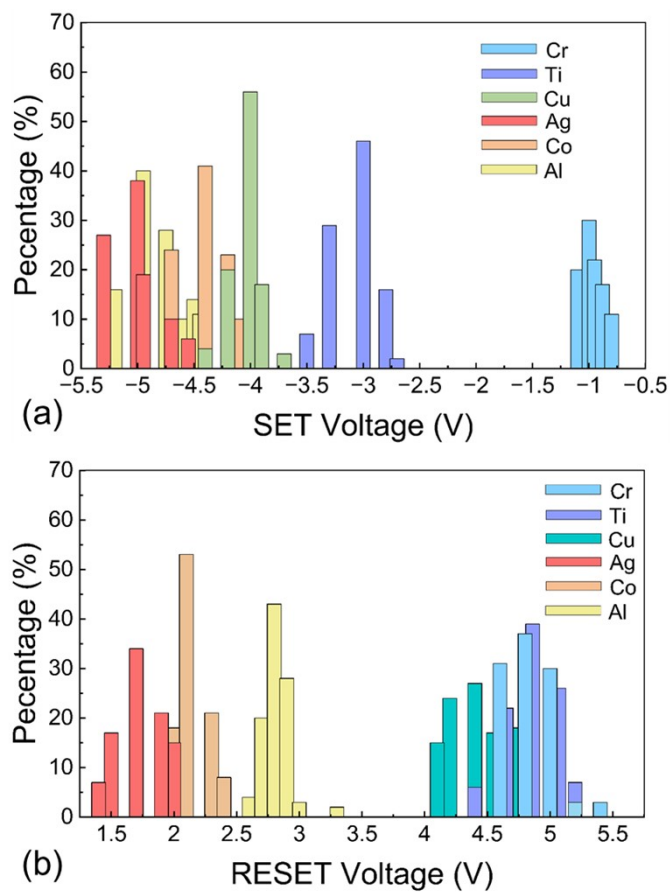 70
60
50
40
30
20
10
0
Pecentage (%)
Cr
Ti
Cu
Ag
Co
Al
−5.5 −5 −4.5 −4 −3.5 −3 −2.5 −2 −1.5 −1 −0.5
(a)
SET Voltage (V)
70
60
50
40
30
20
10
0
Pecentage (%)
Cr
Ti
Cu
Ag
Co
Al
1.5 2 2.5 3 3.5 4 4.5 5 5.5
(b)
RESET Voltage (V)